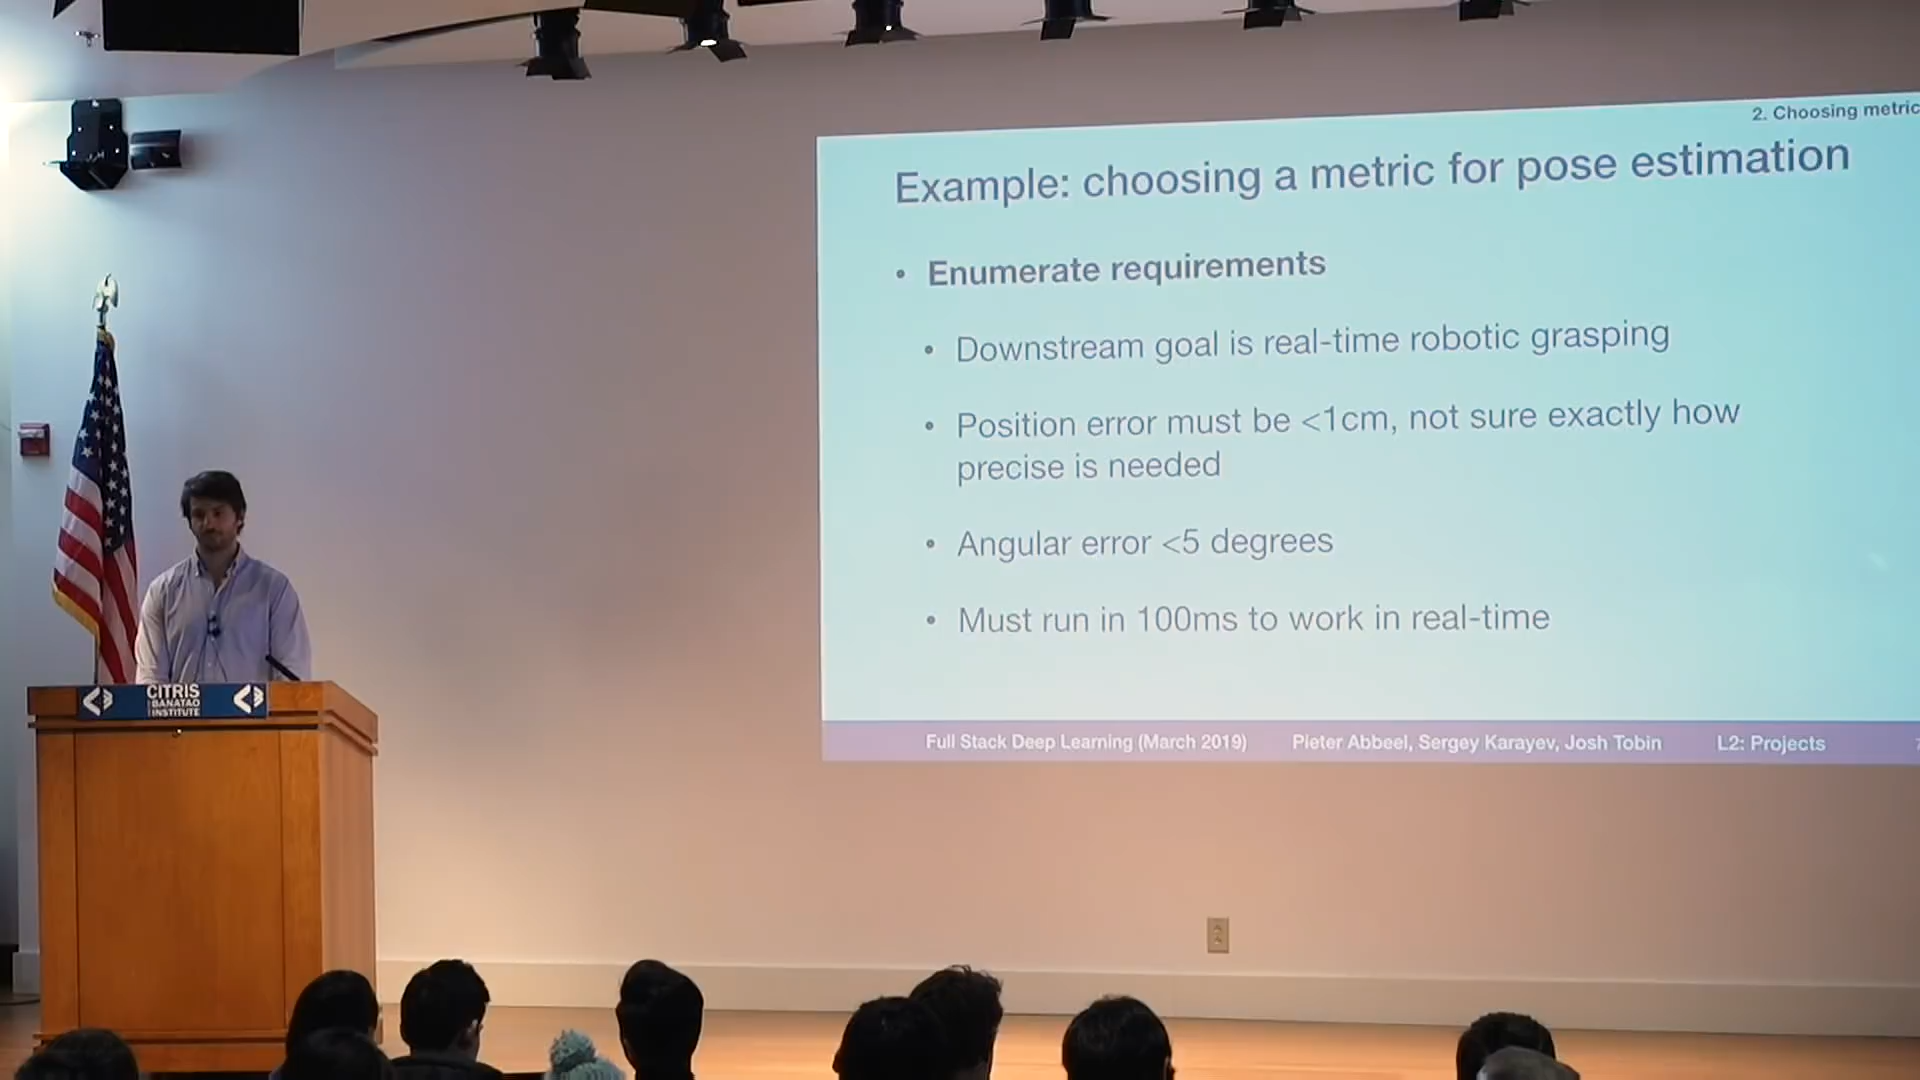 2. Choosing metric
Example: choosing a metric for pose estimation
• Enumerate requirements
• Downstream goal is real-time robotic grasping
• Position error must be <1cm, not sure exactly how
precise is needed
• Angular error <5 degrees
• Must run in 100ms to work in real-time
Full Stack Deep Learning (March 2019) Pieter Abbeel, Sergey Karayev, Josh Tobin L2: Projects
CITRIS
BANATAO
INSTITUTE